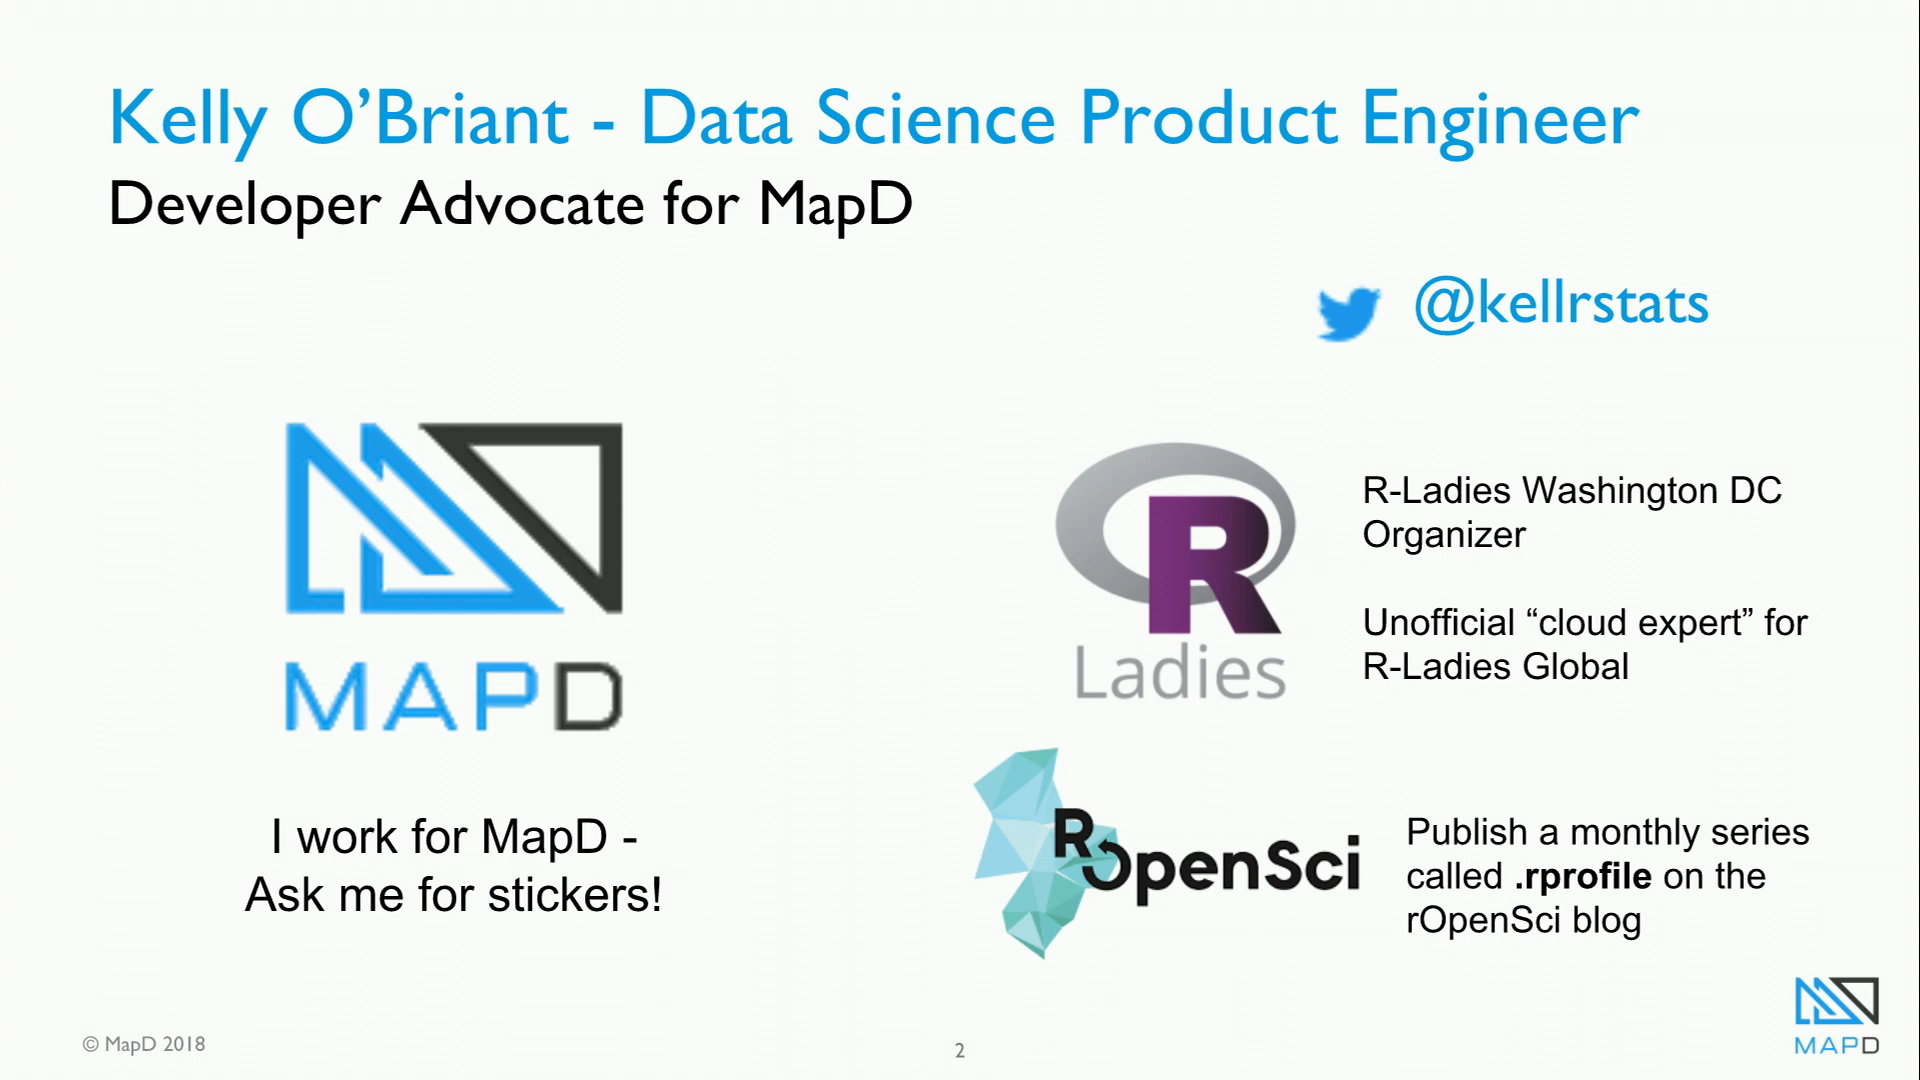 Kelly O’Briant - Data Science Product Engineer
Developer Advocate for MapD
@kellrstats
MAPD
I work for MapD -
Ask me for stickers!
R
Ladies
R-Ladies Washington DC
Organizer
Unofficial “cloud expert” for
R-Ladies Global
ROpenSci
Publish a monthly series
called .rprofile on the
rOpenSci blog
© MapD 2018
2
MAPD